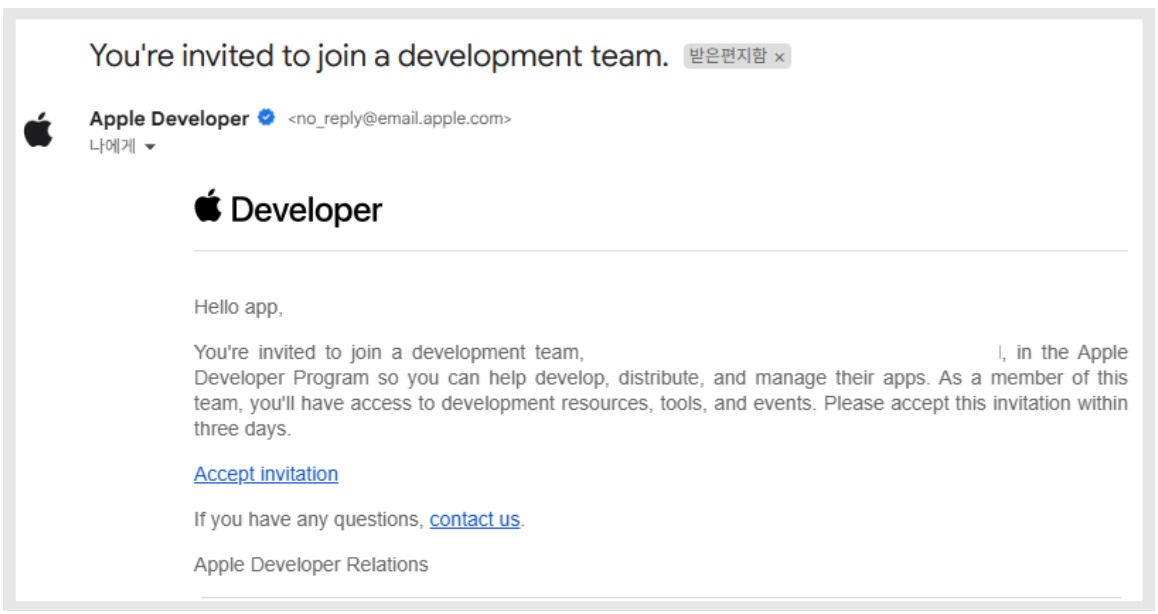 You're invited to join a development team. 받은편지함 ×
Apple Developer <no_reply@email.apple.com>
나에게
Developer
Hello app,
You're invited to join a development team, , in the Apple
Developer Program so you can help develop, distribute, and manage their apps. As a member of this
team, you'll have access to development resources, tools, and events. Please accept this invitation within
three days.
Accept invitation
If you have any questions, contact us.
Apple Developer Relations